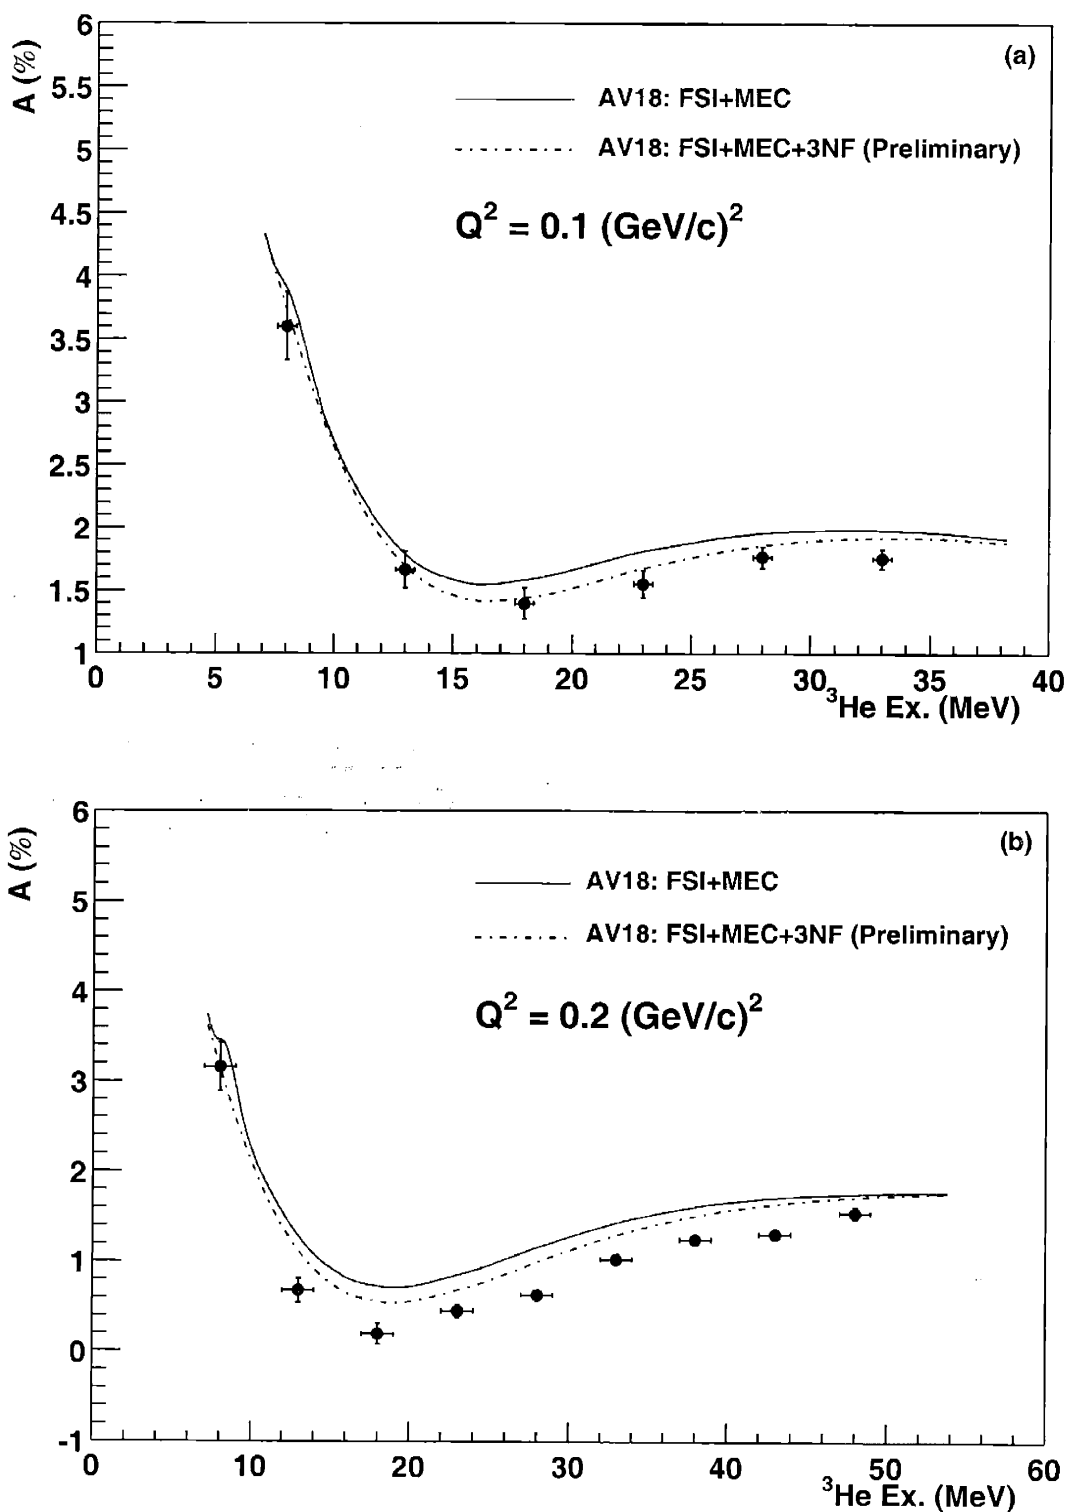 (a)
A (%)
6
5.5
5
4.5
4
3.5
3
2.5
2
1.5
1
AV18: FSI+MEC
AV18: FSI+MEC+3NF (Preliminary)
Q² = 0.1 (GeV/c)²
0 5 10 15 20 25 30 35 40
³He Ex. (MeV)
(b)
A (%)
6
5
4
3
2
1
0
-1
AV18: FSI+MEC
AV18: FSI+MEC+3NF (Preliminary)
Q² = 0.2 (GeV/c)²
0 10 20 30 40 50 60
³He Ex. (MeV)